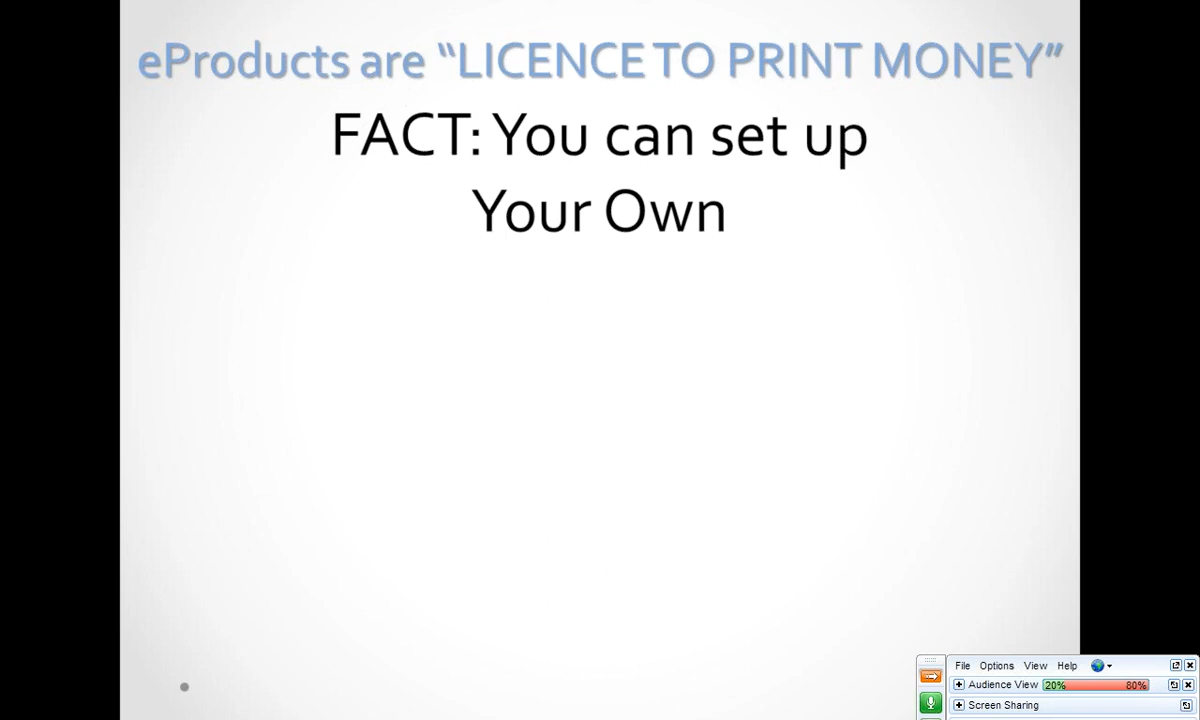 eProducts are “LICENCE TO PRINT MONEY”
FACT: You can set up
Your Own
File Options View Help
Audience View 20% 80%
Screen Sharing